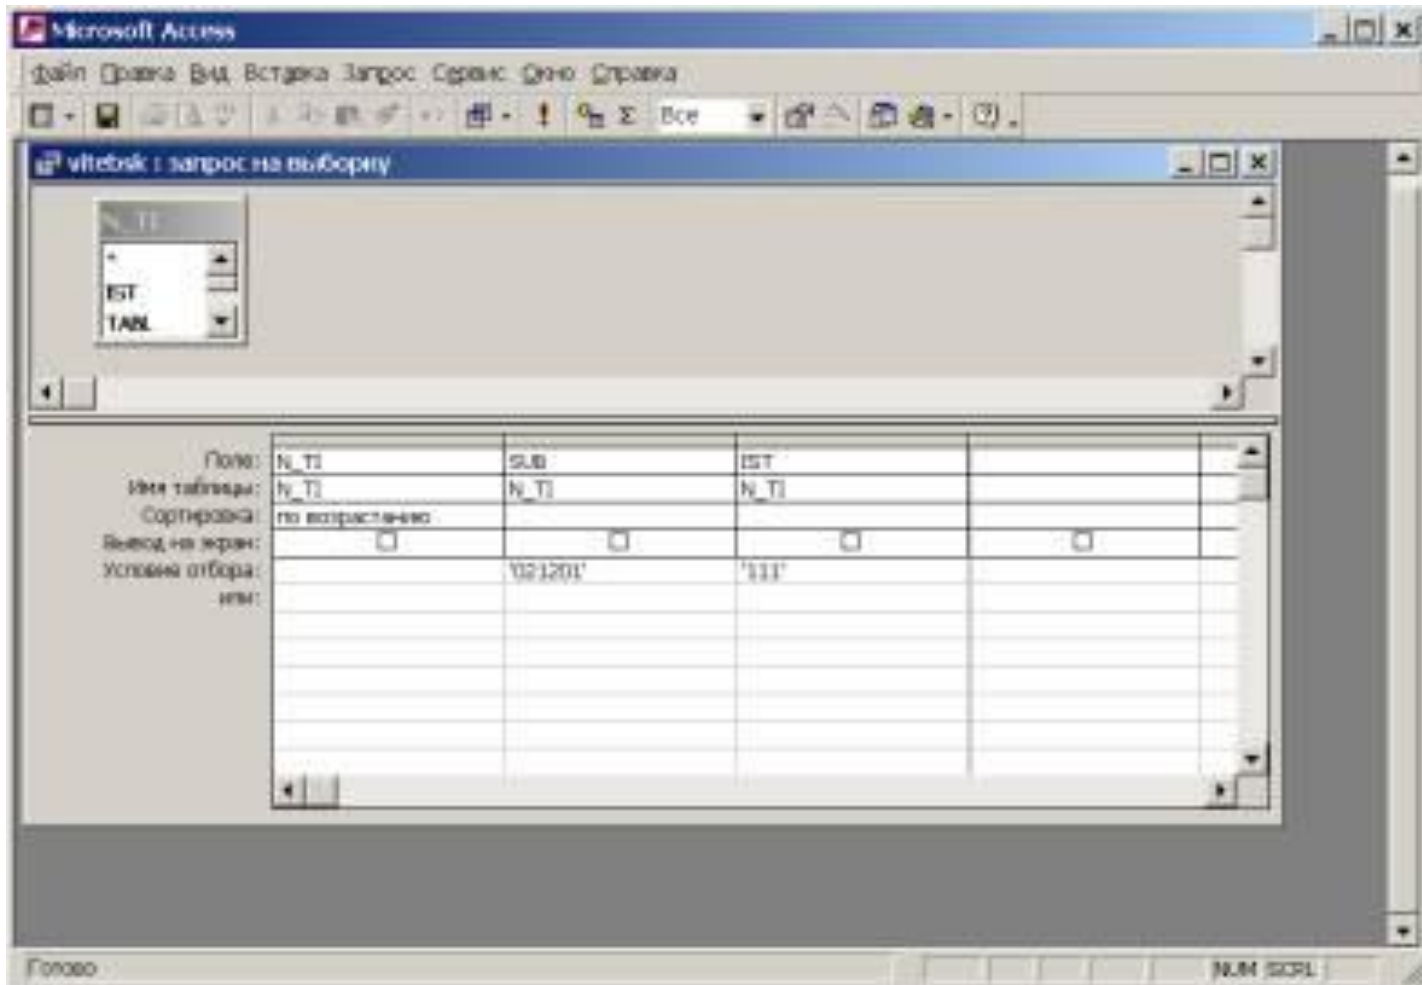 Microsoft Access
Файл Правка Вид Вставка Запрос Сервис Окно Справка
Все
vitebsk : запрос на выборку
N_TI
*
IST
TABL
Поле: N_TI SUB IST
Имя таблицы: N_TI N_TI N_TI
Сортировка: по возрастанию
Вывод на экран:
Условие отбора: '021201' '111'
или:
Готово NUM SCRL